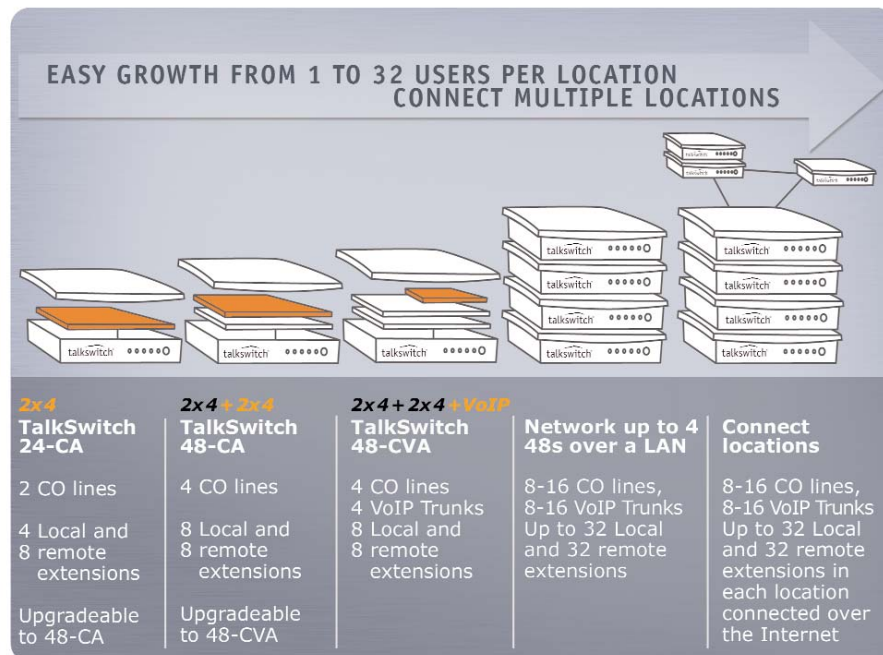 EASY GROWTH FROM 1 TO 32 USERS PER LOCATION
CONNECT MULTIPLE LOCATIONS
talkswitch
talkswitch
talkswitch
talkswitch
talkswitch
talkswitch
talkswitch
talkswitch
talkswitch
talkswitch
talkswitch
talkswitch
talkswitch
talkswitch
2x4
TalkSwitch
24-CA
2 CO lines
4 Local and
8 remote
extensions
Upgradeable
to 48-CA
2x4+2x4
TalkSwitch
48-CA
4 CO lines
8 Local and
8 remote
extensions
Upgradeable
to 48-CVA
2x4+2x4+VoIP
TalkSwitch
48-CVA
4 CO lines
4 VoIP Trunks
8 Local and
8 remote
extensions
Network up to 4
48s over a LAN
8-16 CO lines,
8-16 VoIP Trunks
Up to 32 Local
and 32 remote
extensions
Connect
locations
8-16 CO lines,
8-16 VoIP Trunks
Up to 32 Local
and 32 remote
extensions in
each location
connected over
the Internet